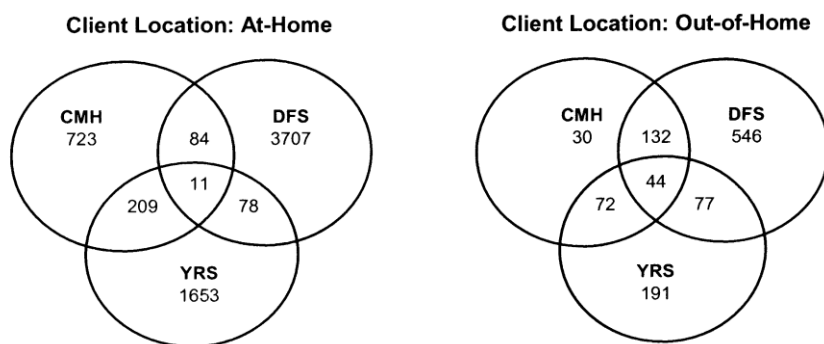 Client Location: At-Home
CMH
723
84
DFS
3707
11
209
78
YRS
1653
Client Location: Out-of-Home
CMH
30
132
DFS
546
44
72
77
YRS
191